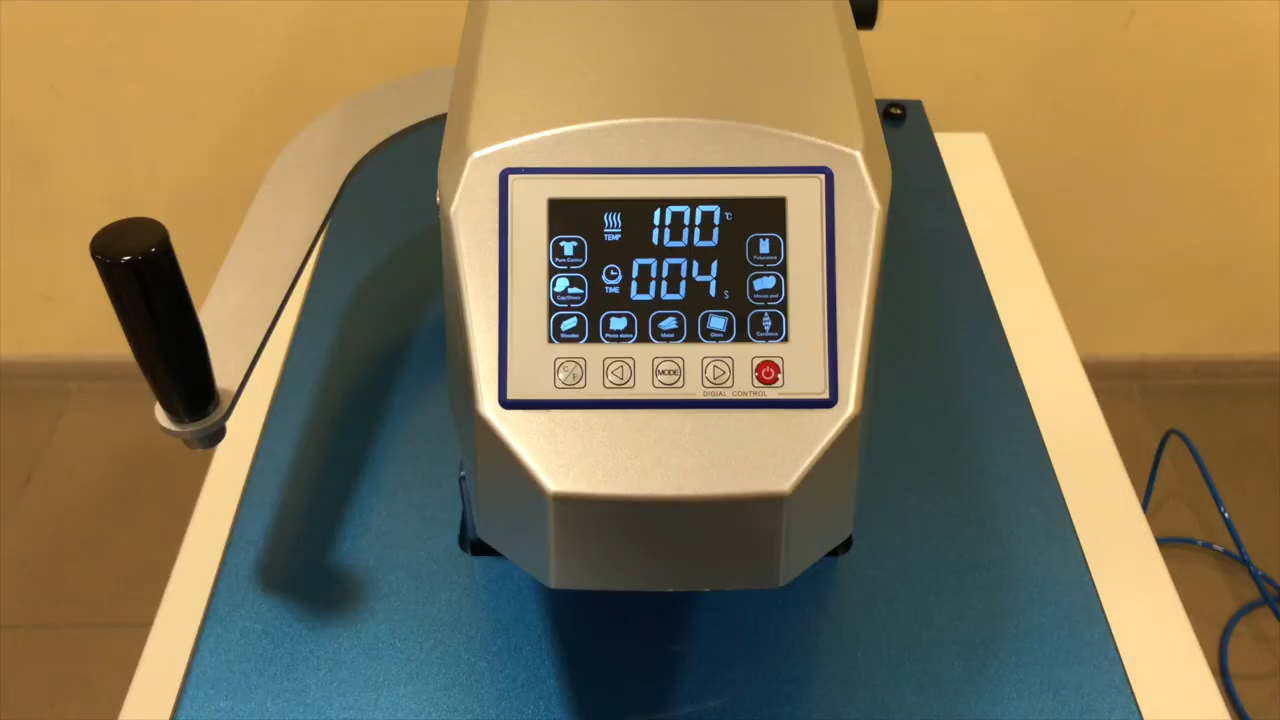 TEMP 100 °C
Pure Cotton
Polyester
TIME 004 S
Cap/Shoes
Mouse pad
Wooden Photo slates Metal Glass Ceramics
C/F MODE
DIGIAL CONTROL